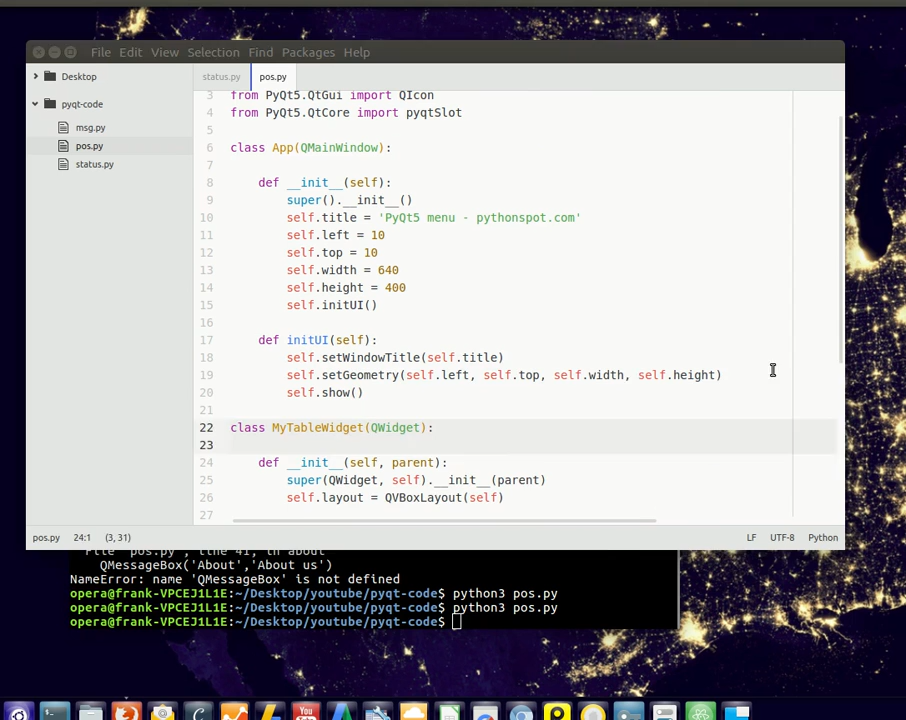 File Edit View Selection Find Packages Help
Desktop
pyqt-code
msg.py
pos.py
status.py
status.py pos.py
3 from PyQt5.QtGui import QIcon
4 from PyQt5.QtCore import pyqtSlot
5
6 class App(QMainWindow):
7
8 def __init__(self):
9 super().__init__()
10 self.title = 'PyQt5 menu - pythonspot.com'
11 self.left = 10
12 self.top = 10
13 self.width = 640
14 self.height = 400
15 self.initUI()
16
17 def initUI(self):
18 self.setWindowTitle(self.title)
19 self.setGeometry(self.left, self.top, self.width, self.height)
20 self.show()
21
22 class MyTableWidget(QWidget):
23
24 def __init__(self, parent):
25 super(QWidget, self).__init__(parent)
26 self.layout = QVBoxLayout(self)
27
pos.py 24:1 (3, 31) LF UTF-8 Python
File "pos.py", line 41, in about
QMessageBox('About','About us')
NameError: name 'QMessageBox' is not defined
opera@frank-VPCEJ1L1E:~/Desktop/youtube/pyqt-code$ python3 pos.py
opera@frank-VPCEJ1L1E:~/Desktop/youtube/pyqt-code$ python3 pos.py
opera@frank-VPCEJ1L1E:~/Desktop/youtube/pyqt-code$